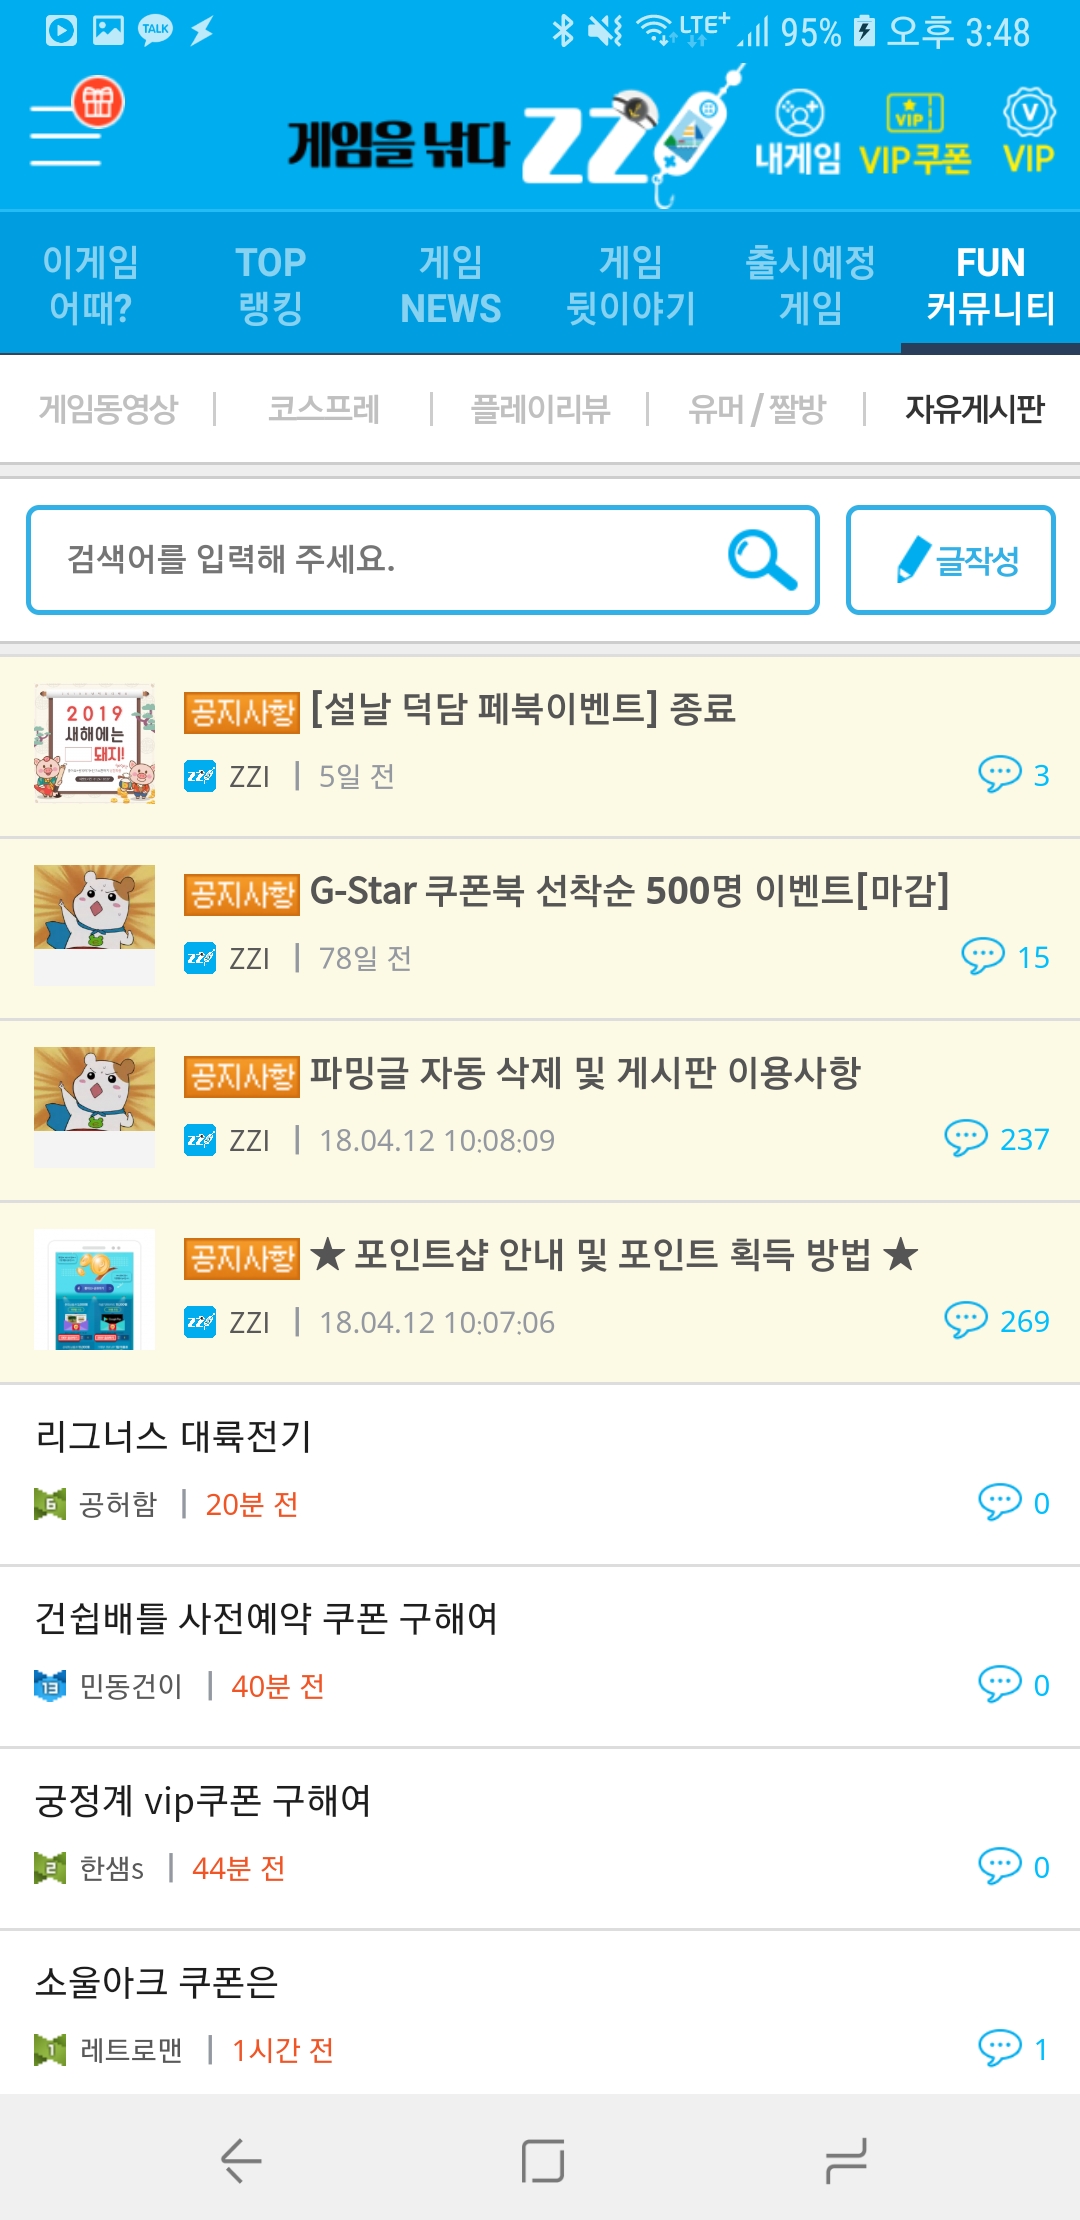 TALK
LTE+ 95% 오후 3:48
게임을 낚다 ZZI
내게임
VIP
VIP쿠폰
V
VIP
이게임
어때?
TOP
랭킹
게임
NEWS
게임
뒷이야기
출시예정
게임
FUN
커뮤니티
게임동영상 | 코스프레 | 플레이리뷰 | 유머 / 짤방 | 자유게시판
검색어를 입력해 주세요.
글작성
2019
새해에는
돼지!
공지사항 [설날 덕담 페북이벤트] 종료
ZZI | 5일 전
3
공지사항 G-Star 쿠폰북 선착순 500명 이벤트[마감]
ZZI | 78일 전
15
공지사항 파밍글 자동 삭제 및 게시판 이용사항
ZZI | 18.04.12 10:08:09
237
공지사항 ★ 포인트샵 안내 및 포인트 획득 방법 ★
ZZI | 18.04.12 10:07:06
269
리그너스 대륙전기
6 공허함 | 20분 전
0
건쉽배틀 사전예약 쿠폰 구해여
13 민동건이 | 40분 전
0
궁정계 vip쿠폰 구해여
2 한샘s | 44분 전
0
소울아크 쿠폰은
1 레트로맨 | 1시간 전
1